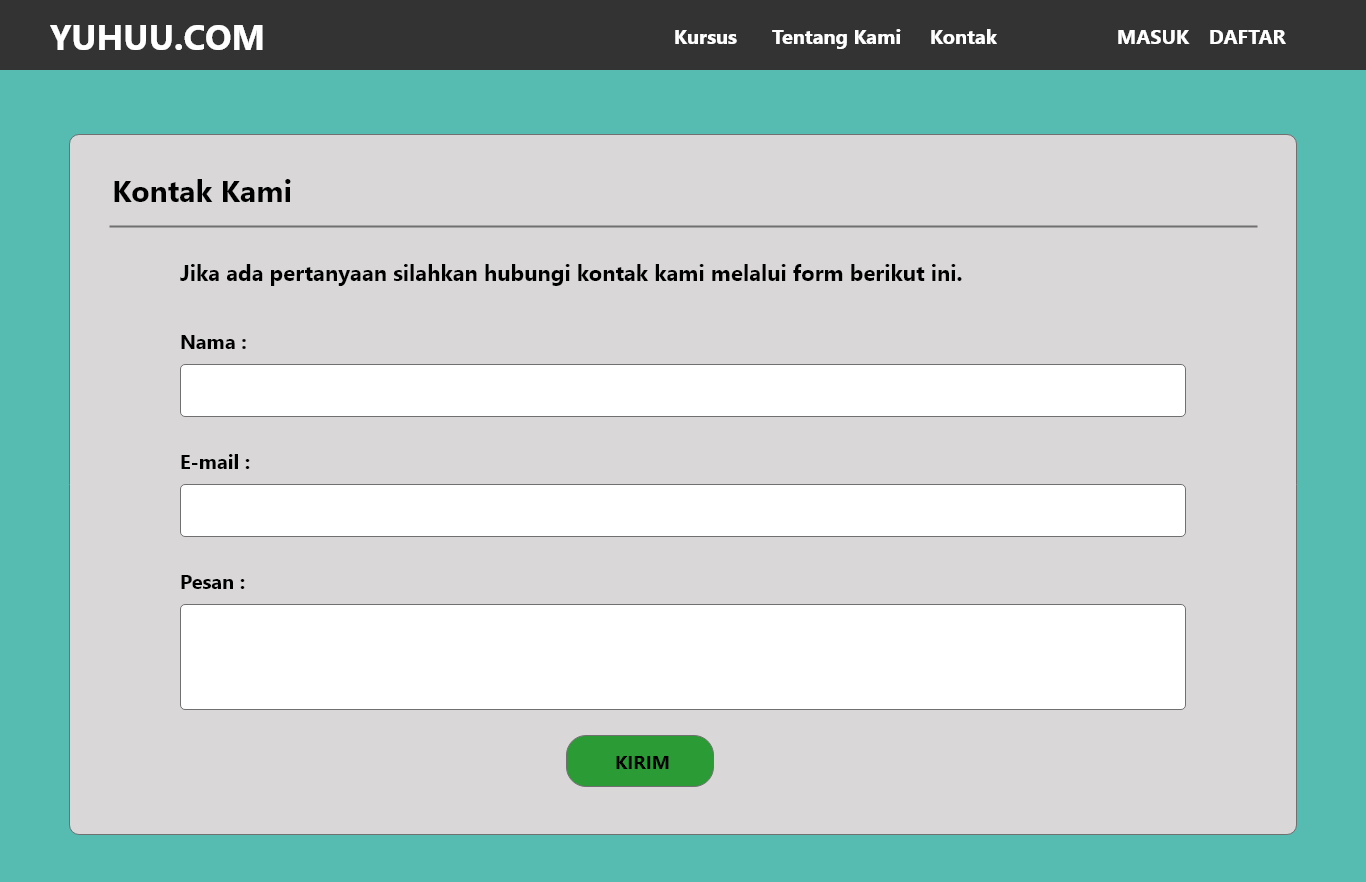 YUHUU.COM Kursus Tentang Kami Kontak MASUK DAFTAR
Kontak Kami
Jika ada pertanyaan silahkan hubungi kontak kami melalui form berikut ini.
Nama :
E-mail :
Pesan :
KIRIM